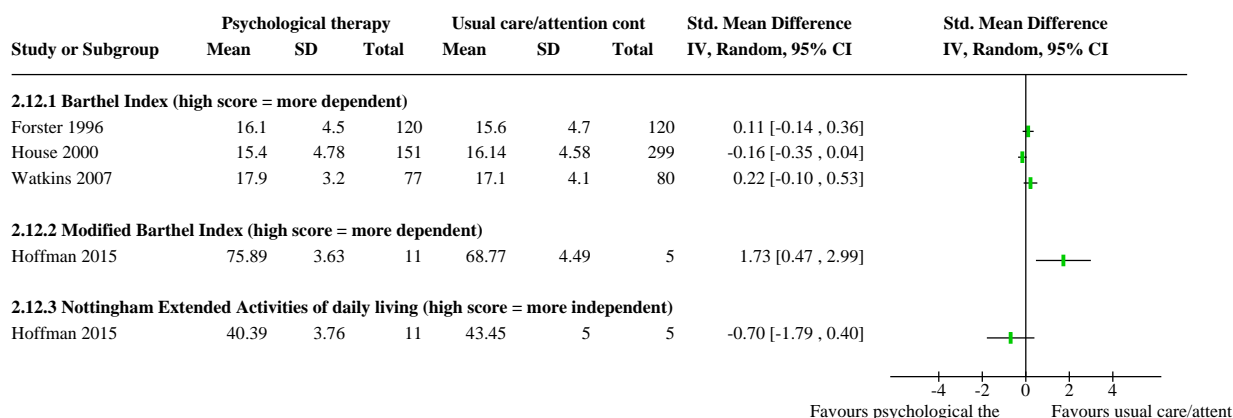 Psychological therapy Usual care/attention cont Std. Mean Difference Std. Mean Difference
Study or Subgroup Mean SD Total Mean SD Total IV, Random, 95% CI IV, Random, 95% CI
2.12.1 Barthel Index (high score = more dependent)
Forster 1996 16.1 4.5 120 15.6 4.7 120 0.11 [-0.14 , 0.36]
House 2000 15.4 4.78 151 16.14 4.58 299 -0.16 [-0.35 , 0.04]
Watkins 2007 17.9 3.2 77 17.1 4.1 80 0.22 [-0.10 , 0.53]
2.12.2 Modified Barthel Index (high score = more dependent)
Hoffman 2015 75.89 3.63 11 68.77 4.49 5 1.73 [0.47 , 2.99]
2.12.3 Nottingham Extended Activities of daily living (high score = more independent)
Hoffman 2015 40.39 3.76 11 43.45 5 5 -0.70 [-1.79 , 0.40]
-4 -2 0 2 4
Favours psychological the Favours usual care/attent